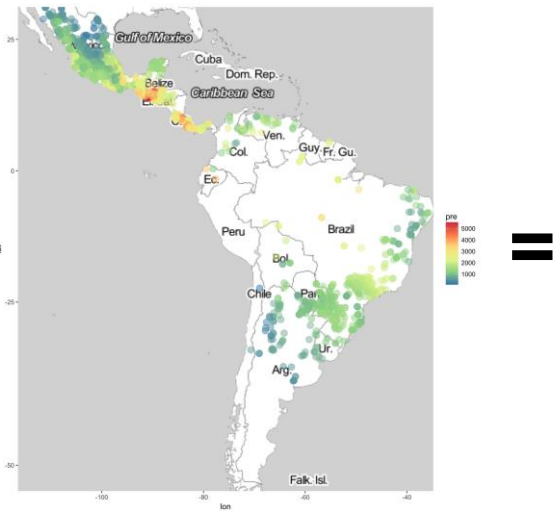 25
Gulf of Mexico
Cuba
Dom. Rep.
Belize
Caribbean Sea
Ven.
Guy.
Fr. Gu.
Col.
0
Ec.
Peru
Brazil
pre
5000
4000
3000
2000
1000
Bol.
Chile
Par.
-25
Ur.
Arg.
-50
Falk. Isl.
-100
-80
-60
-40
lon
=